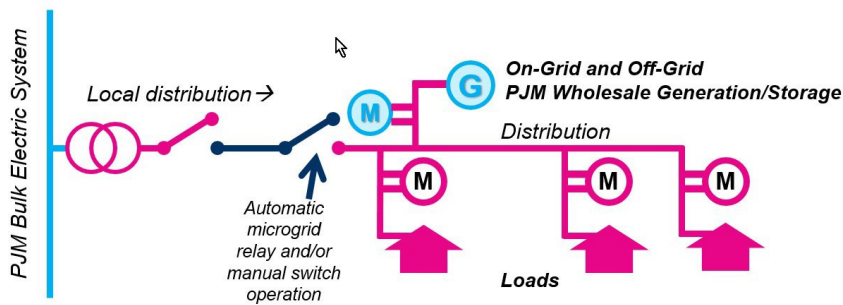 PJM Bulk Electric System
Local distribution →
M
G
On-Grid and Off-Grid
PJM Wholesale Generation/Storage
Distribution
M
M
M
Automatic
microgrid
relay and/or
manual switch
operation
Loads